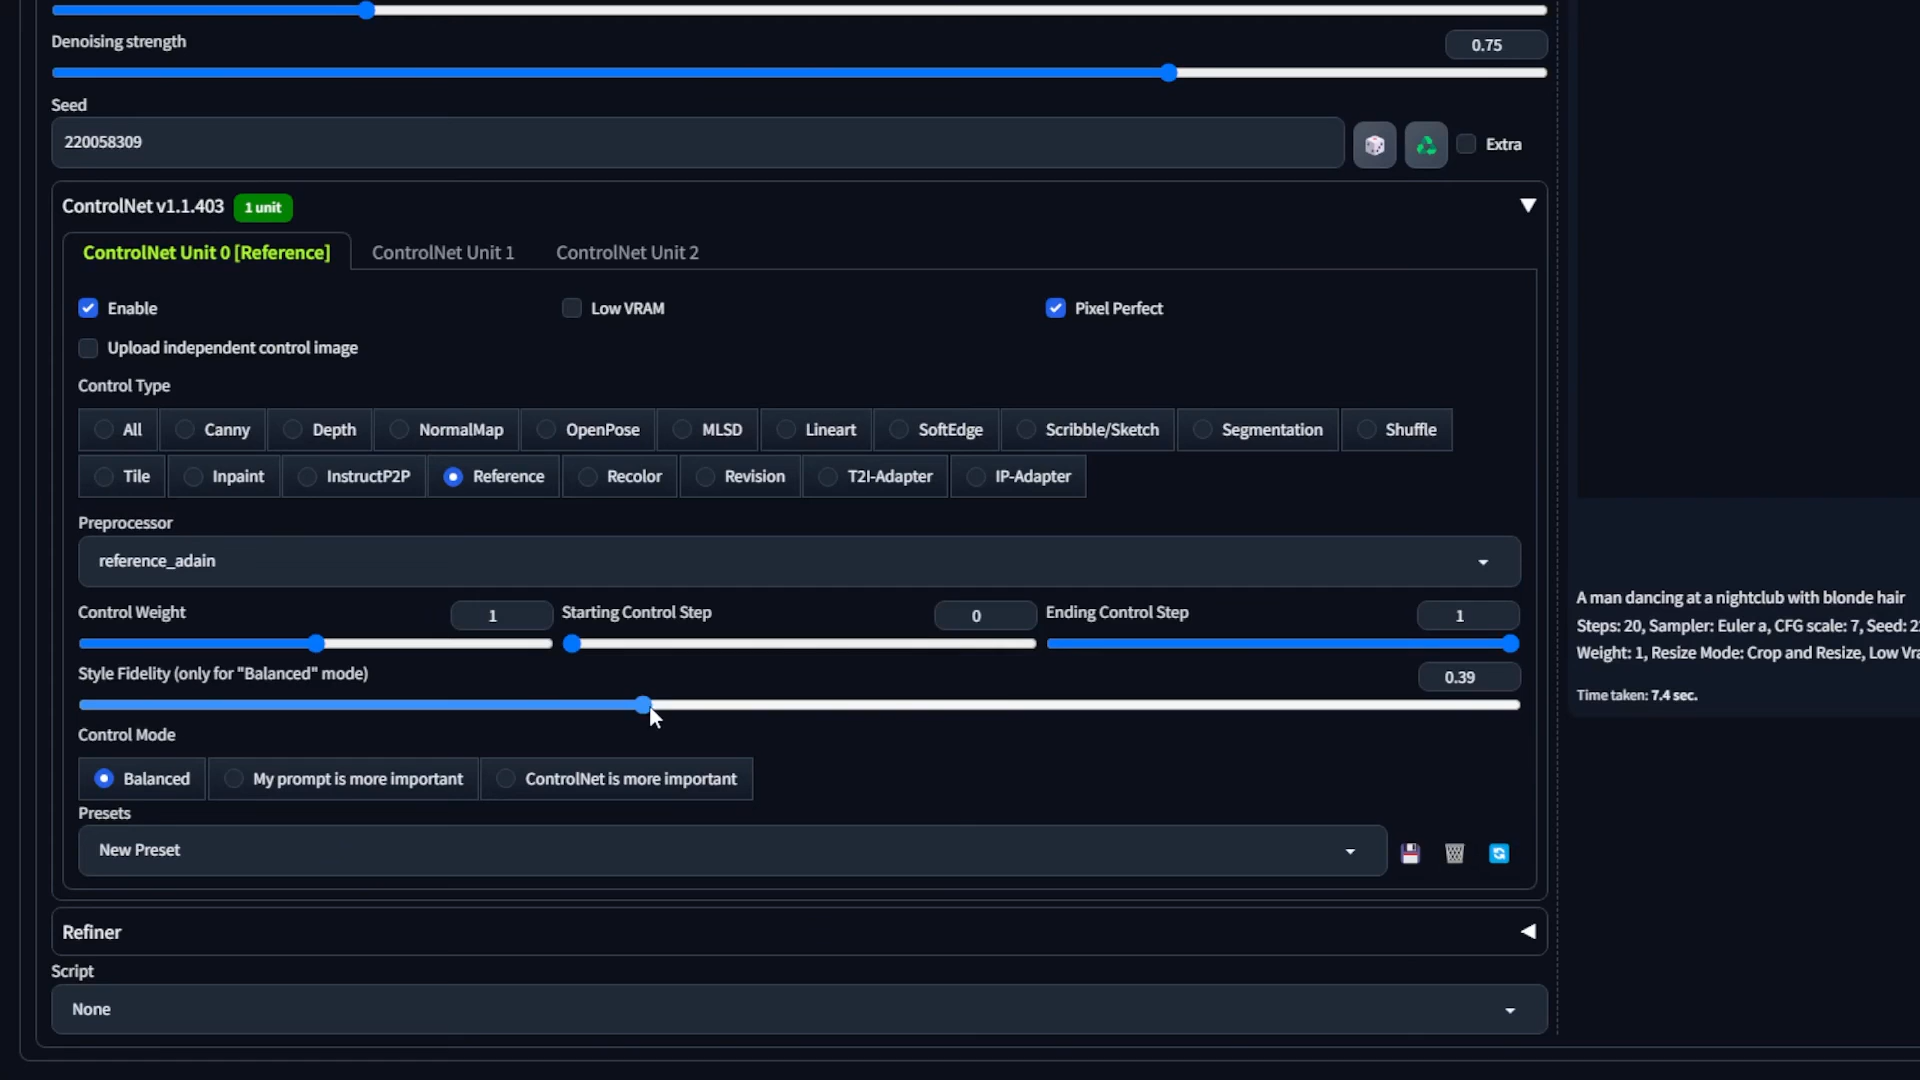 Denoising strength
0.75
Seed
220058309
Extra
ControlNet v1.1.403 1 unit
ControlNet Unit 0 [Reference] ControlNet Unit 1 ControlNet Unit 2
Enable Low VRAM Pixel Perfect
Upload independent control image
Control Type
All Canny Depth NormalMap OpenPose MLSD Lineart SoftEdge Scribble/Sketch Segmentation Shuffle
Tile Inpaint InstructP2P Reference Recolor Revision T2I-Adapter IP-Adapter
Preprocessor
reference_adain
Control Weight 1 Starting Control Step 0 Ending Control Step 1
Style Fidelity (only for "Balanced" mode) 0.39
Control Mode
Balanced My prompt is more important ControlNet is more important
Presets
New Preset
Refiner
Script
None
A man dancing at a nightclub with blonde hair
Steps: 20, Sampler: Euler a, CFG scale: 7, Seed:
Weight: 1, Resize Mode: Crop and Resize, Low
Time taken: 7.4 sec.